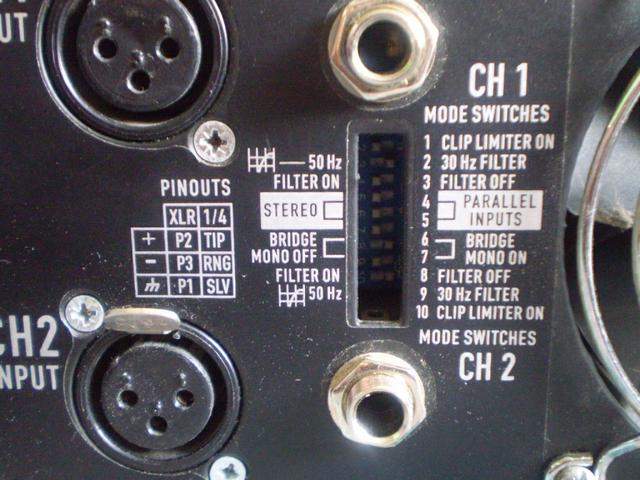 UT
CH 1
MODE SWITCHES
1 CLIP LIMITER ON
50 Hz 2 30 Hz FILTER
FILTER ON 3 FILTER OFF
PINOUTS
XLR 1/4
+ P2 TIP
- P3 RNG
P1 SLV
STEREO 4 PARALLEL
5 INPUTS
BRIDGE 6 BRIDGE
MONO OFF 7 MONO ON
FILTER ON 8 FILTER OFF
50 Hz 9 30 Hz FILTER
10 CLIP LIMITER ON
MODE SWITCHES
CH 2
CH2
NPUT